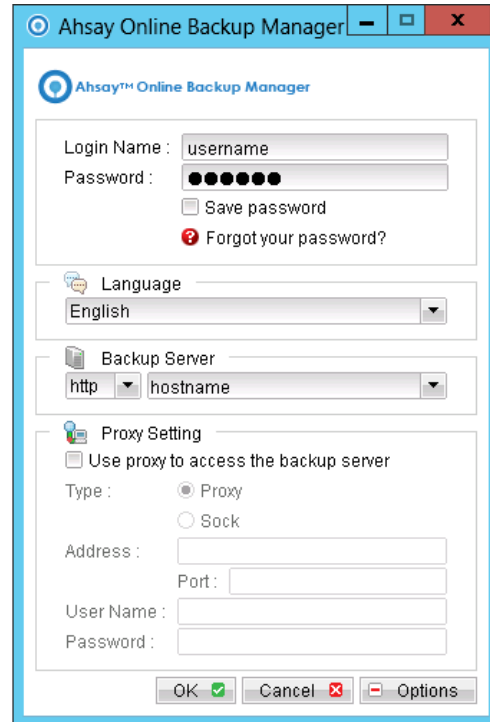 Ahsay Online Backup Manager
Ahsay™ Online Backup Manager
Login Name : username
Password : ●●●●●●
Save password
Forgot your password?
Language
English
Backup Server
http hostname
Proxy Setting
Use proxy to access the backup server
Type : Proxy
Sock
Address :
Port :
User Name :
Password :
OK Cancel Options